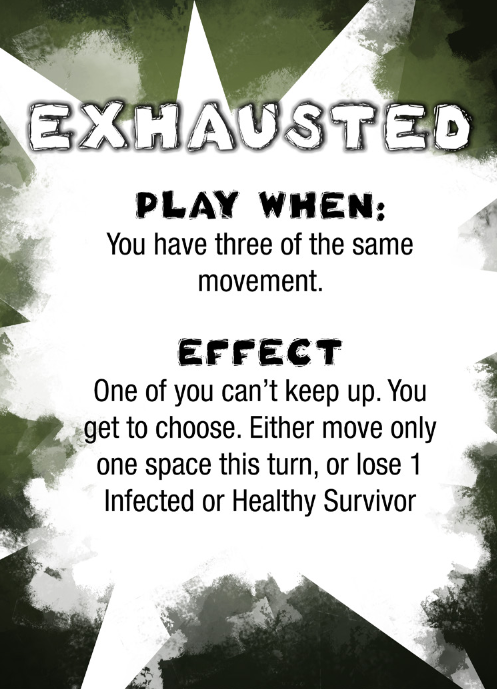 EXHAUSTED
PLAY WHEN:
You have three of the same
movement.
EFFECT
One of you can’t keep up. You
get to choose. Either move only
one space this turn, or lose 1
Infected or Healthy Survivor